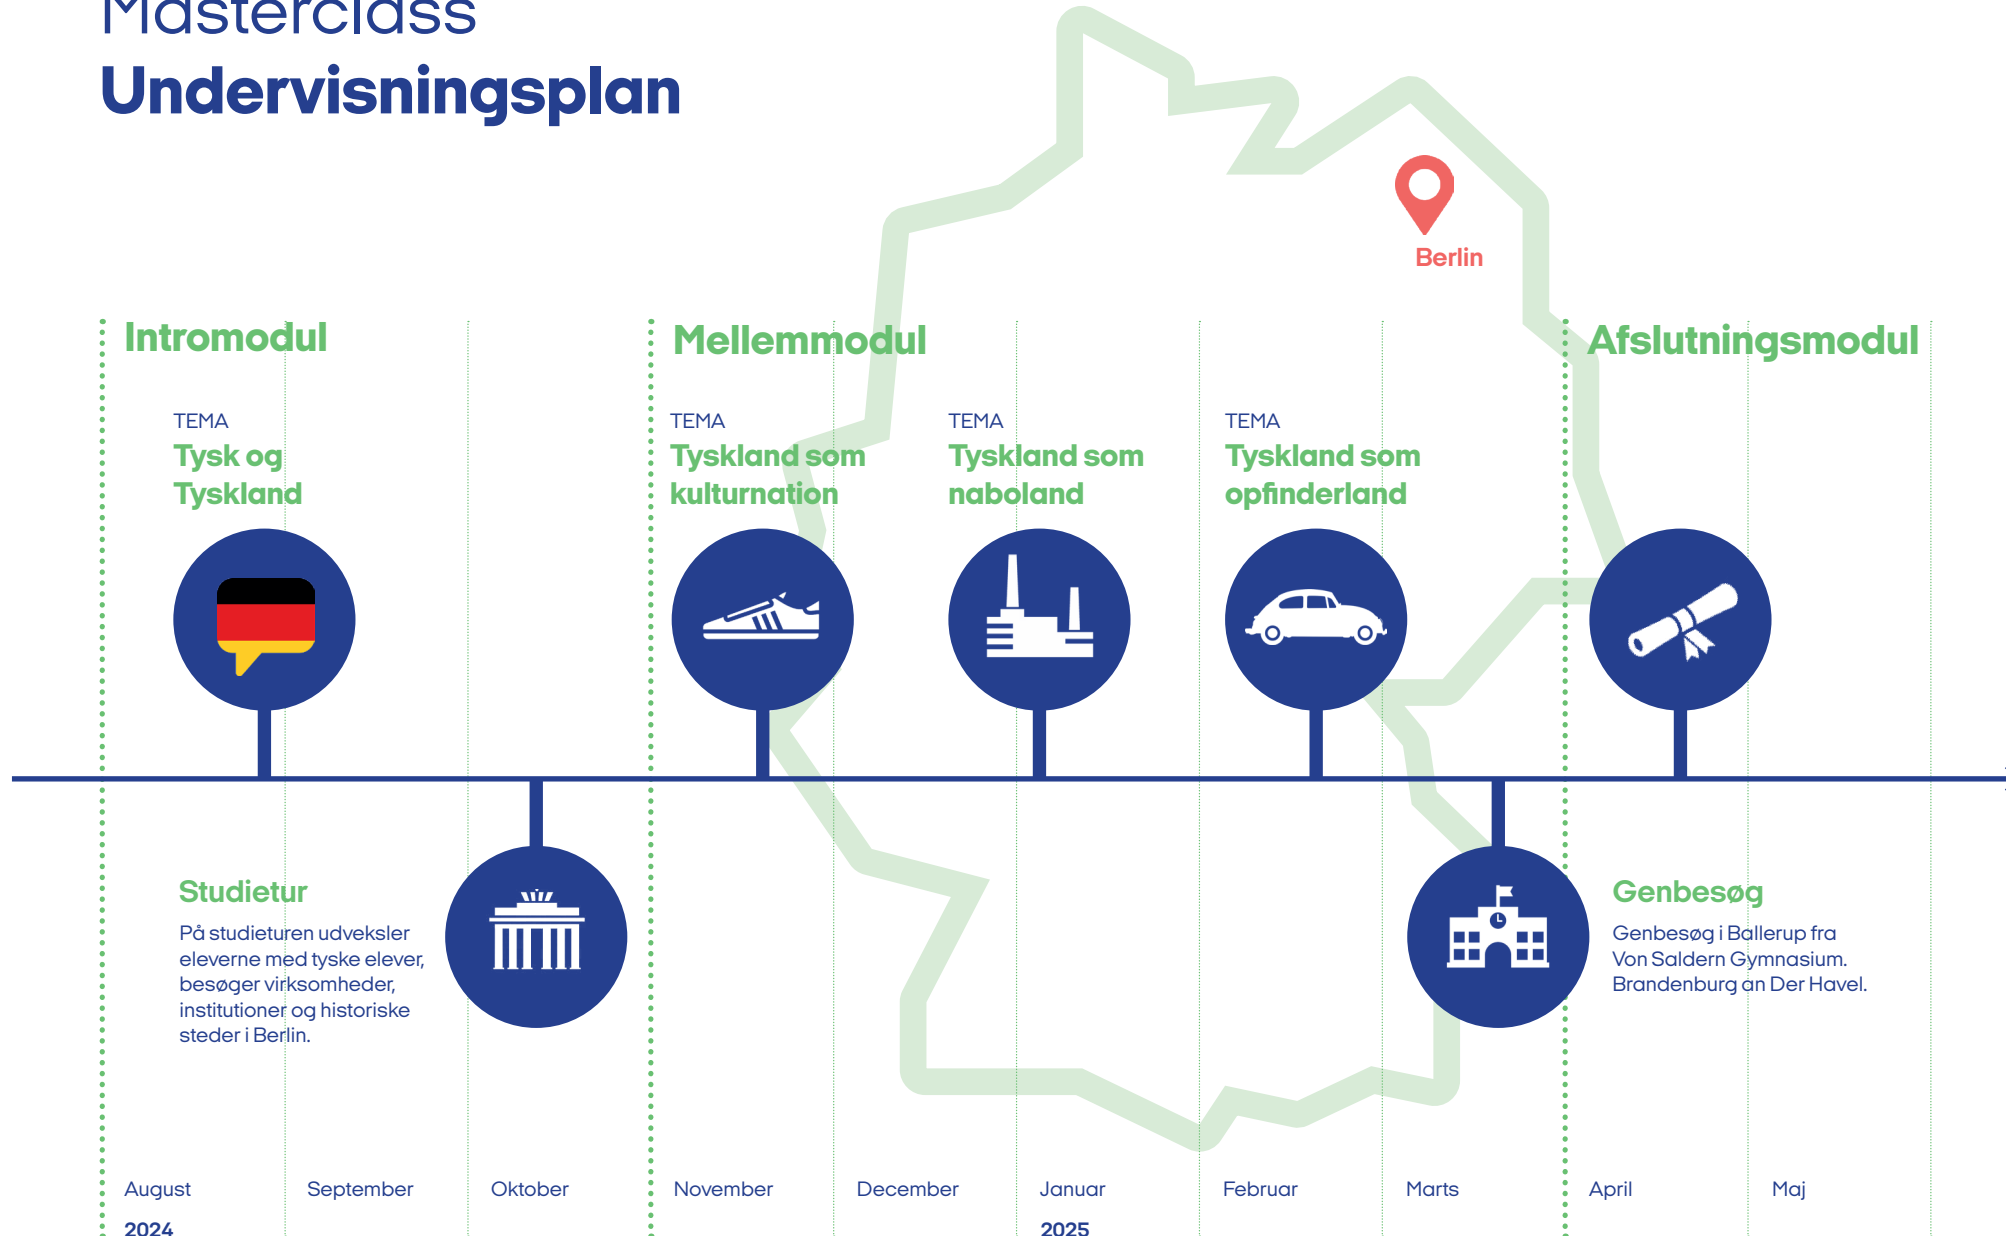 Masterclass
Undervisningsplan
Berlin
Intromodul
Mellemmodul
Afslutningsmodul
TEMA
Tysk og
Tyskland
TEMA
Tyskland som
kulturnation
TEMA
Tyskland som
naboland
TEMA
Tyskland som
opfinderland
Studietur
På studieturen udveksler
eleverne med tyske elever,
besøger virksomheder,
institutioner og historiske
steder i Berlin.
Genbesøg
Genbesøg i Ballerup fra
Von Saldern Gymnasium.
Brandenburg an Der Havel.
August
September
Oktober
November
December
Januar
Februar
Marts
April
Maj
2024
2025